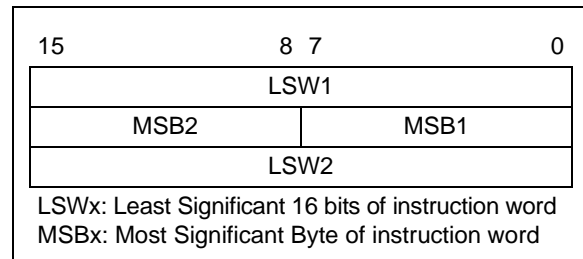 15 8 7 0
LSW1
MSB2 MSB1
LSW2
LSWx: Least Significant 16 bits of instruction word
MSBx: Most Significant Byte of instruction word